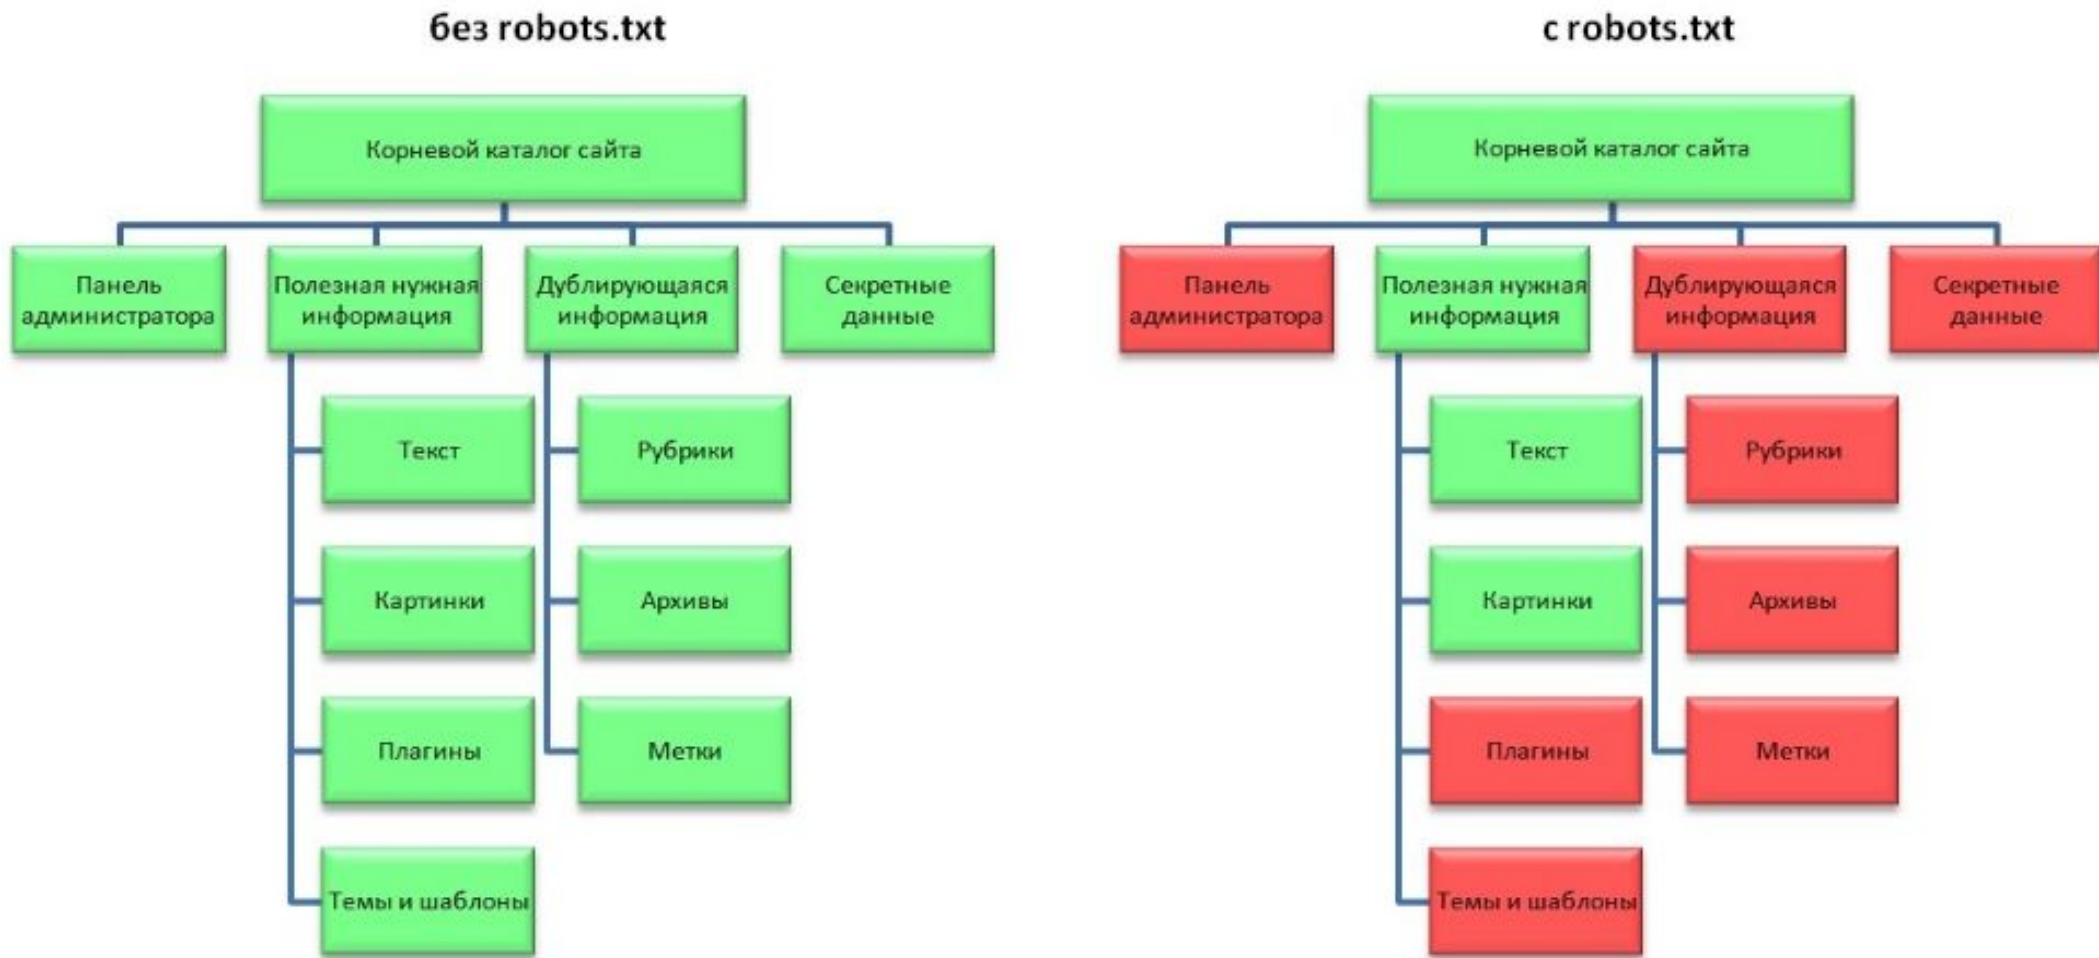 без robots.txt
Корневой каталог сайта
Панель
администратора
Полезная нужная
информация
Дублирующаяся
информация
Секретные
данные
Текст
Рубрики
Картинки
Архивы
Плагины
Метки
Темы и шаблоны
с robots.txt
Корневой каталог сайта
Панель
администратора
Полезная нужная
информация
Дублирующаяся
информация
Секретные
данные
Текст
Рубрики
Картинки
Архивы
Плагины
Метки
Темы и шаблоны